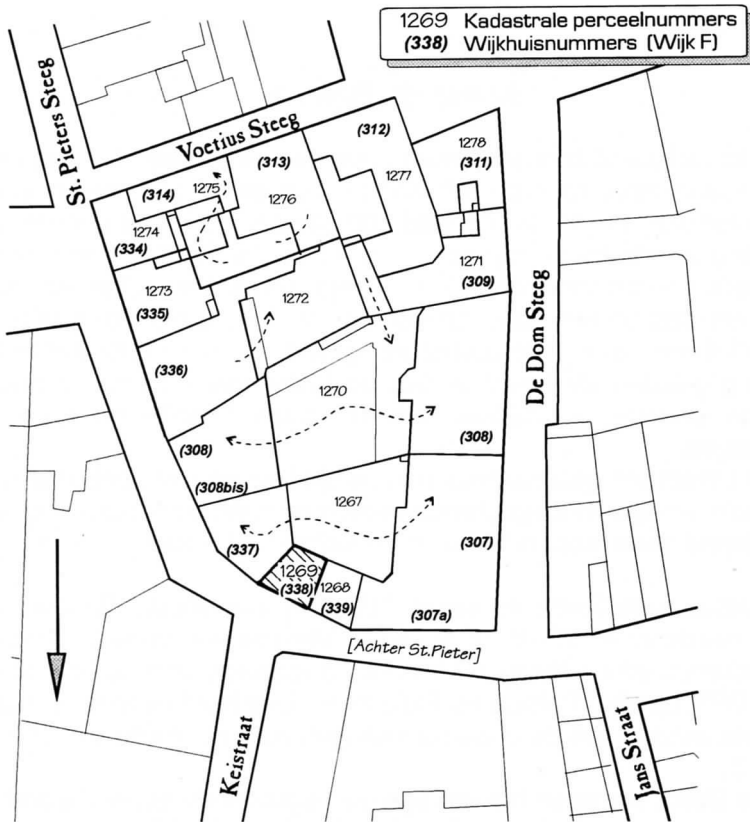 1269 Kadastrale perceelnummers
(338) Wijkhuisnummers (Wijk F)
St. Pieters Steeg
Voetius Steeg
(312)
(313)
1278
(311)
1277
(314)
1275
1276
1274
(334)
1271
(309)
1273
(335)
1272
De Dom Steeg
(336)
1270
(308)
(308)
(308bis)
1267
(337)
(307)
1269
(338)
1268
(339)
(307a)
[Achter St.Pieter]
Keistraat
Jans Straat